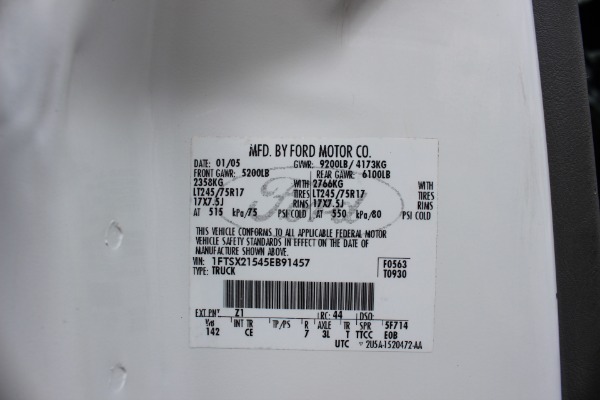 MFD. BY FORD MOTOR CO.
DATE: 01/05 GVWR: 9200LB/ 4173KG
FRONT GAWR: 5200LB REAR GAWR: 6100LB
2358KG WITH 2766KG WITH
LT245/75R17 TIRES LT245/75R17 TIRES
17X7.5J RIMS 17X7.5J RIMS
AT 515 kPa/75 PSI COLD AT 550 kPa/80 PSI COLD
Ford
THIS VEHICLE CONFORMS TO ALL APPLICABLE FEDERAL MOTOR
VEHICLE SAFETY STANDARDS IN EFFECT ON THE DATE OF
MANUFACTURE SHOWN ABOVE.
VIN: 1FTSX21545EB91457 F0563
TYPE: TRUCK T0930
EXT PNT: Z1 RC: 44 DSO:
WB INT TR TP/PS R AXLE TR SPR 5F714
142 CE 7 3L T TTCC E0B
UTC 2U5A-1520472-AA